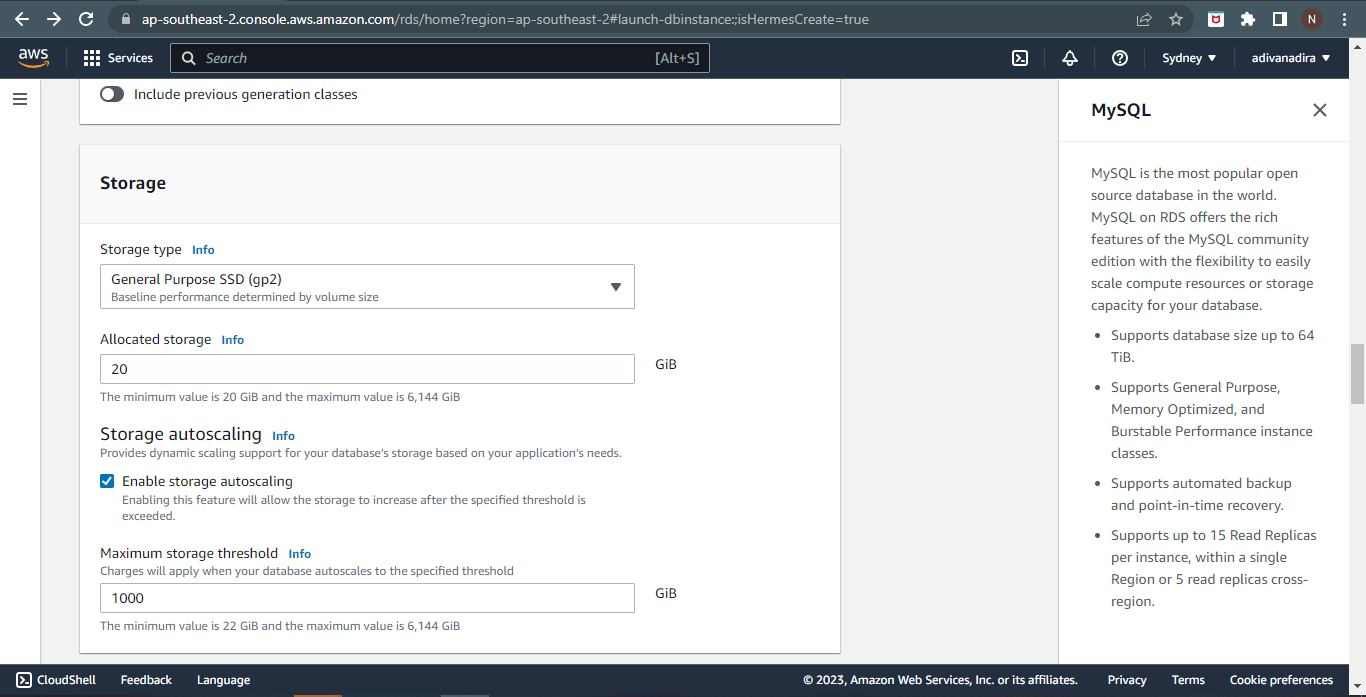 ap-southeast-2.console.aws.amazon.com/rds/home?region=ap-southeast-2#launch-dbinstance:;isHermesCreate=true
N
aws
Services
Search
[Alt+S]
Sydney
adivanadira
Include previous generation classes
Storage
Storage type Info
General Purpose SSD (gp2)
Baseline performance determined by volume size
Allocated storage Info
20
GiB
The minimum value is 20 GiB and the maximum value is 6,144 GiB
Storage autoscaling Info
Provides dynamic scaling support for your database's storage based on your application's needs.
Enable storage autoscaling
Enabling this feature will allow the storage to increase after the specified threshold is
exceeded.
Maximum storage threshold Info
Charges will apply when your database autoscales to the specified threshold
1000
GiB
The minimum value is 22 GiB and the maximum value is 6,144 GiB
MySQL
MySQL is the most popular open
source database in the world.
MySQL on RDS offers the rich
features of the MySQL community
edition with the flexibility to easily
scale compute resources or storage
capacity for your database.
• Supports database size up to 64
TiB.
• Supports General Purpose,
Memory Optimized, and
Burstable Performance instance
classes.
• Supports automated backup
and point-in-time recovery.
• Supports up to 15 Read Replicas
per instance, within a single
Region or 5 read replicas cross-
region.
CloudShell
Feedback
Language
© 2023, Amazon Web Services, Inc. or its affiliates.
Privacy
Terms
Cookie preferences